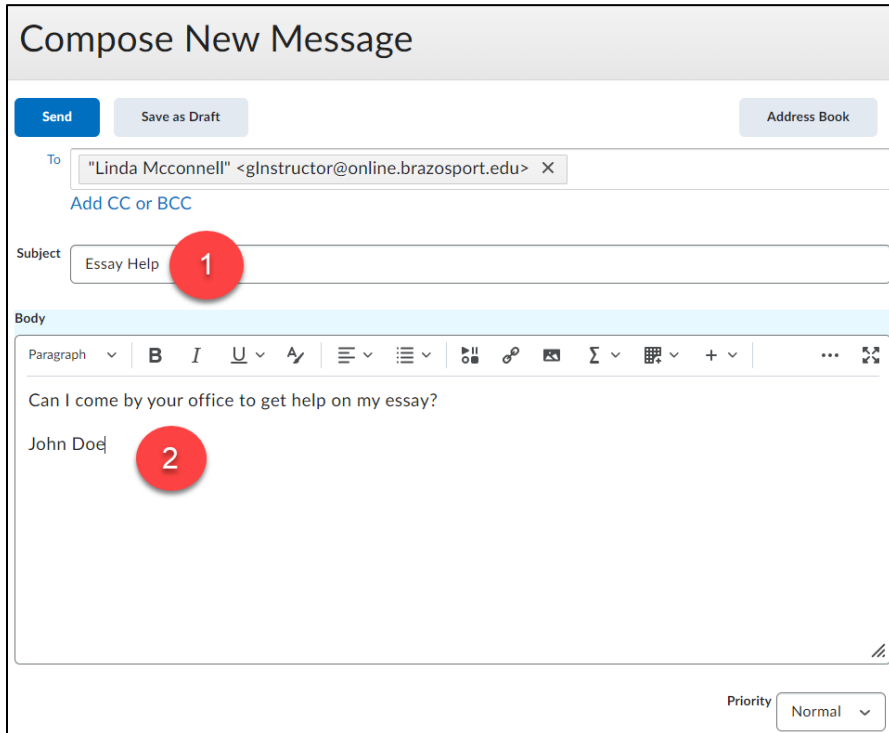 Compose New Message
Send Save as Draft Address Book
To "Linda Mcconnell" <gInstructor@online.brazosport.edu> ×
Add CC or BCC
Subject Essay Help 1
Body
Paragraph B I U A Σ +
Can I come by your office to get help on my essay?
John Doe 2
Priority Normal